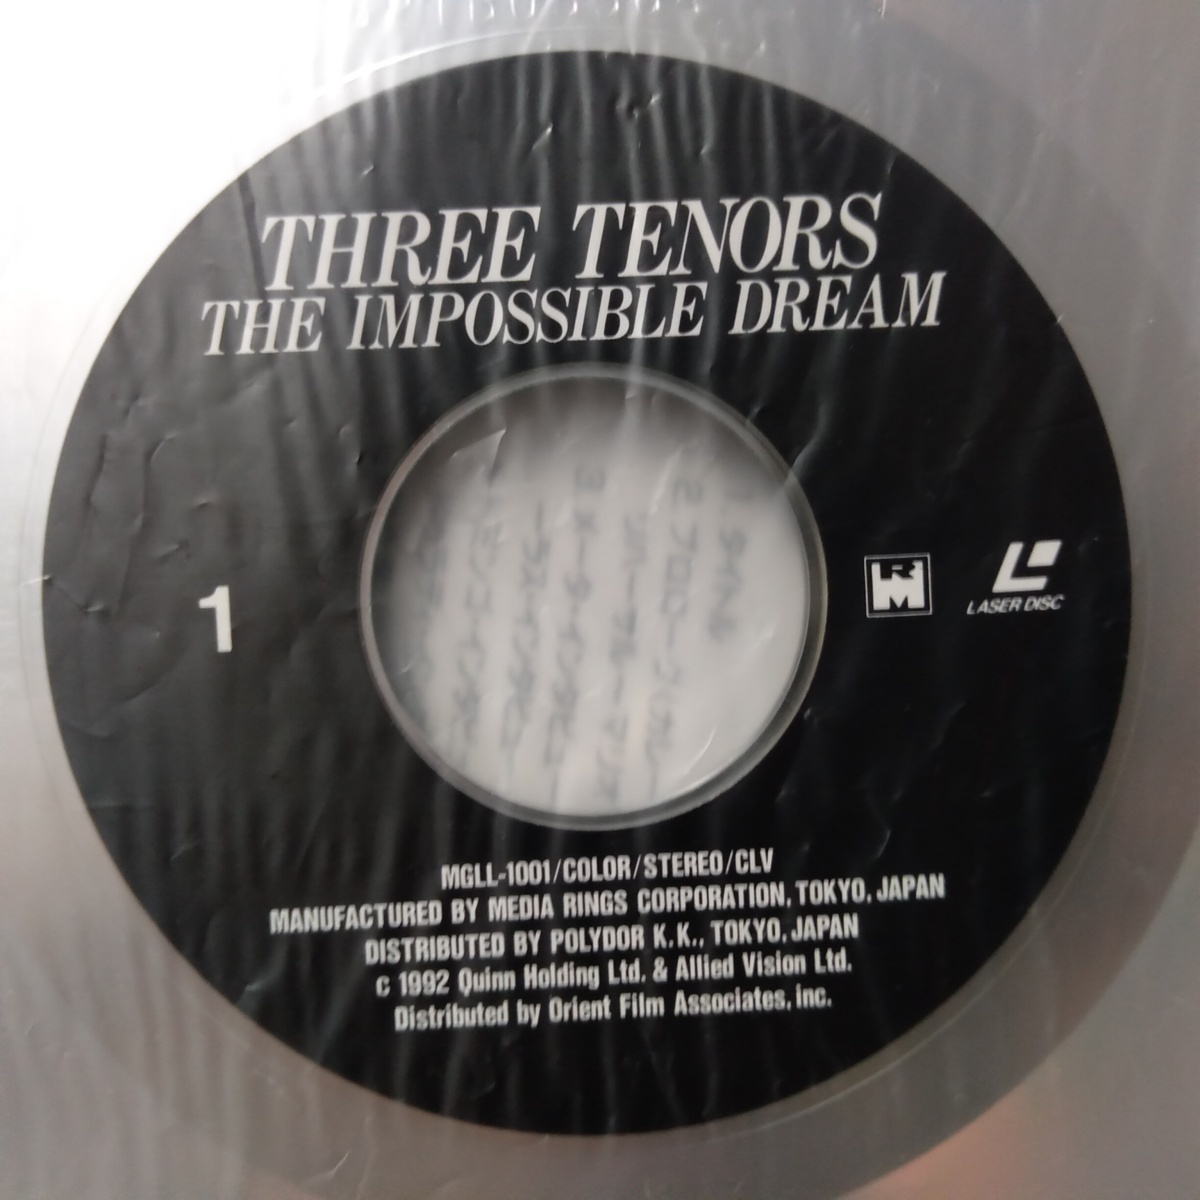 THREE TENORS
THE IMPOSSIBLE DREAM
1
LASER DISC
MGLL-1001/COLOR/STEREO/CLV
MANUFACTURED BY MEDIA RINGS CORPORATION, TOKYO, JAPAN
DISTRIBUTED BY POLYDOR K.K., TOKYO, JAPAN
c 1992 Quinn Holding Ltd. & Allied Vision Ltd.
Distributed by Orient Film Associates, inc.